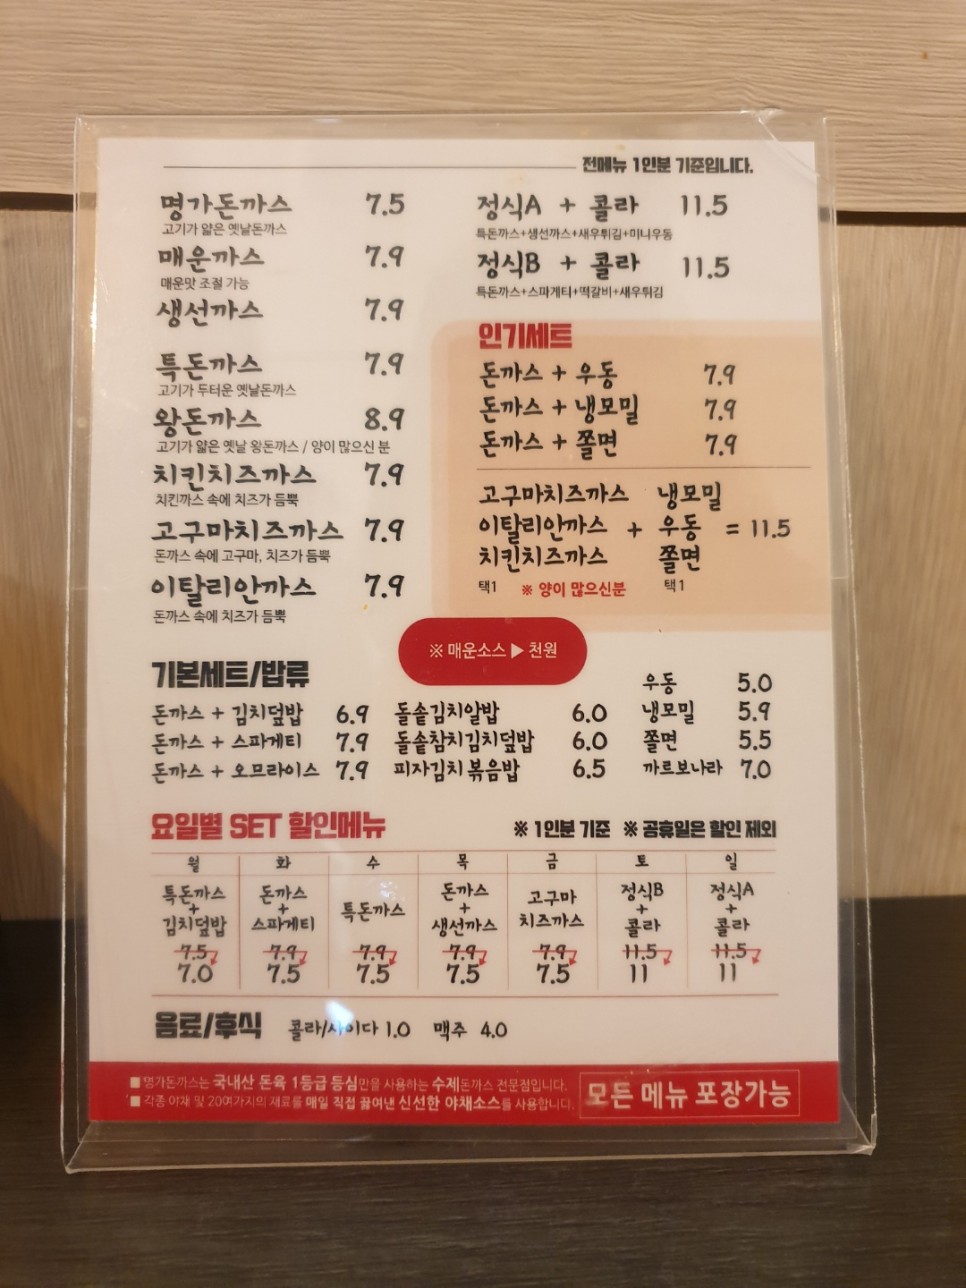 전메뉴 1인분 기준입니다.
명가돈까스 7.5
고기가 얇은 옛날돈까스
매운까스 7.9
매운맛 조절 가능
생선까스 7.9
특돈까스 7.9
고기가 두터운 옛날돈까스
왕돈까스 8.9
고기가 얇은 옛날 왕돈까스 / 양이 많으신 분
치킨치즈까스 7.9
치킨까스 속에 치즈가 듬뿍
고구마치즈까스 7.9
돈까스 속에 고구마, 치즈가 듬뿍
이탈리안까스 7.9
돈까스 속에 치즈가 듬뿍
정식A + 콜라 11.5
특돈까스+생선까스+새우튀김+미니우동
정식B + 콜라 11.5
특돈까스+스파게티+떡갈비+새우튀김
인기세트
돈까스 + 우동 7.9
돈까스 + 냉모밀 7.9
돈까스 + 쫄면 7.9
고구마치즈까스 냉모밀
이탈리안까스 + 우동 = 11.5
치킨치즈까스 쫄면
택1 ※ 양이 많으신분 택1
※ 매운소스 ▶ 천원
기본세트/밥류
돈까스 + 김치덮밥 6.9
돈까스 + 스파게티 7.9
돈까스 + 오므라이스 7.9
돌솥김치알밥 6.0
돌솥참치김치덮밥 6.0
피자김치볶음밥 6.5
우동 5.0
냉모밀 5.9
쫄면 5.5
까르보나라 7.0
요일별 SET 할인메뉴
※ 1인분 기준 ※ 공휴일은 할인 제외
월 화 수 목 금 토 일
특돈까스
+
김치덮밥
7.5
7.0
돈까스
+
스파게티
7.9
7.5
특돈까스
7.9
7.5
돈까스
+
생선까스
7.9
7.5
고구마
치즈까스
7.9
7.5
정식B
+
콜라
11.5
11
정식A
+
콜라
11.5
11
음료/후식 콜라/사이다 1.0 맥주 4.0
■ 명가돈까스는 국내산 돈육 1등급 등심만을 사용하는 수제돈까스 전문점입니다.
■ 각종 야채 및 20여가지의 재료를 매일 직접 끓여낸 신선한 야채소스를 사용합니다.
모든 메뉴 포장가능